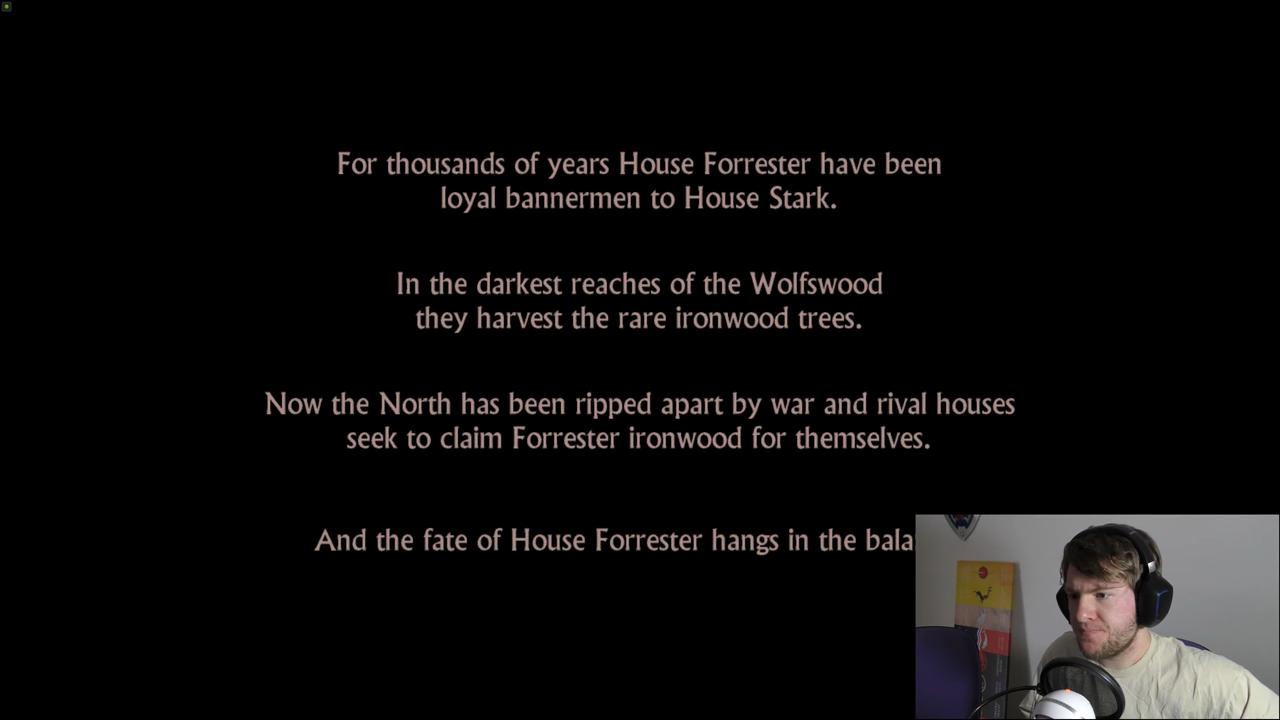 For thousands of years House Forrester have been
loyal bannermen to House Stark.
In the darkest reaches of the Wolfswood
they harvest the rare ironwood trees.
Now the North has been ripped apart by war and rival houses
seek to claim Forrester ironwood for themselves.
And the fate of House Forrester hangs in the